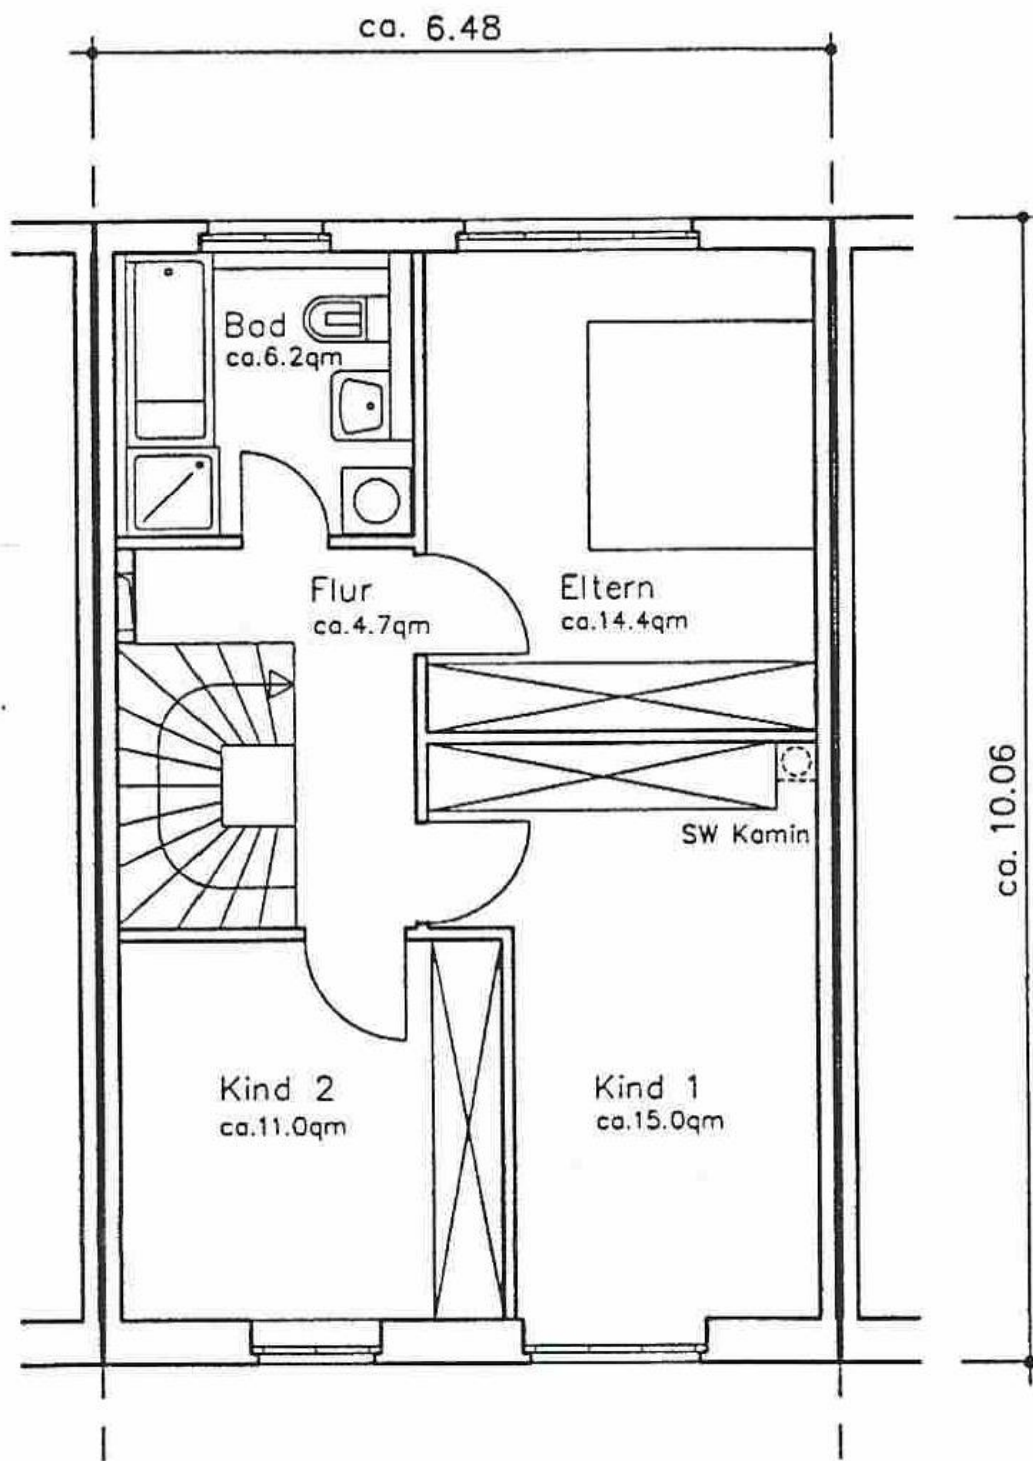 ca. 6.48
Bad
ca.6.2qm
Flur
ca.4.7qm
Eltern
ca.14.4qm
SW Kamin
ca. 10.06
Kind 2
ca.11.0qm
Kind 1
ca.15.0qm